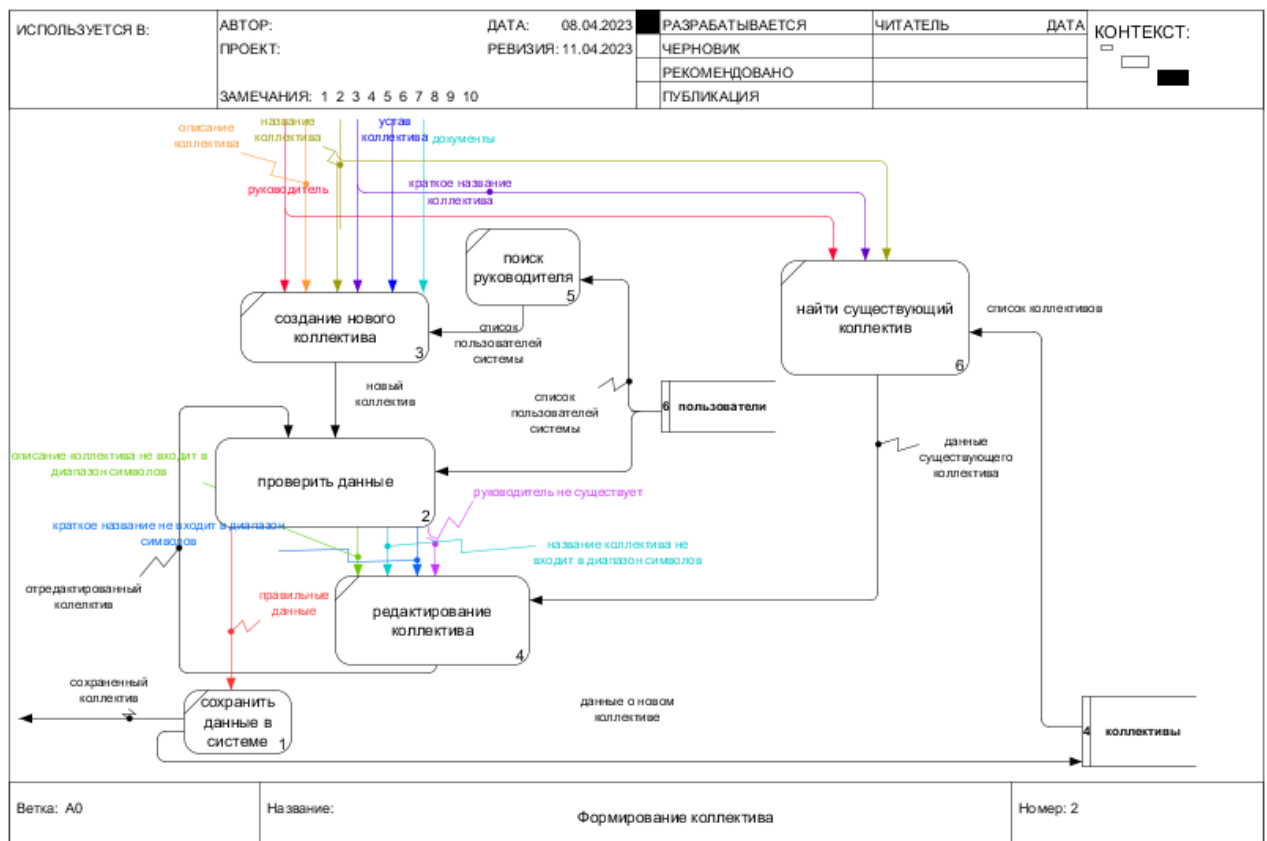 ИСПОЛЬЗУЕТСЯ В:
АВТОР:
ДАТА: 08.04.2023
РАЗРАБАТЫВАЕТСЯ
ЧИТАТЕЛЬ
ДАТА
КОНТЕКСТ:
ПРОЕКТ:
РЕВИЗИЯ: 11.04.2023
ЧЕРНОВИК
РЕКОМЕНДОВАНО
ЗАМЕЧАНИЯ: 1 2 3 4 5 6 7 8 9 10
ПУБЛИКАЦИЯ
описание
коллектива
название
коллектива
устав
коллектива
документы
руководитель
краткое название
коллектива
поиск
руководителя
5
создание нового
коллектива
3
список
пользователей
системы
найти существующий
коллектив
6
список коллективов
новый
коллектив
список
пользователей
системы
6 пользователи
данные
существующего
коллектива
описание коллектива не входит в
диапазон символов
проверить данные
2
руководитель не существует
краткое название не входит в диапазон
символов
название коллектива не
входит в диапазон символов
отредактированный
колелктив
правильные
данные
редактирование
коллектива
4
сохраненный
коллектив
сохранить
данные в
системе
1
данные о новом
коллективе
4 коллективы
Ветка: A0
Название:
Формирование коллектива
Номер: 2